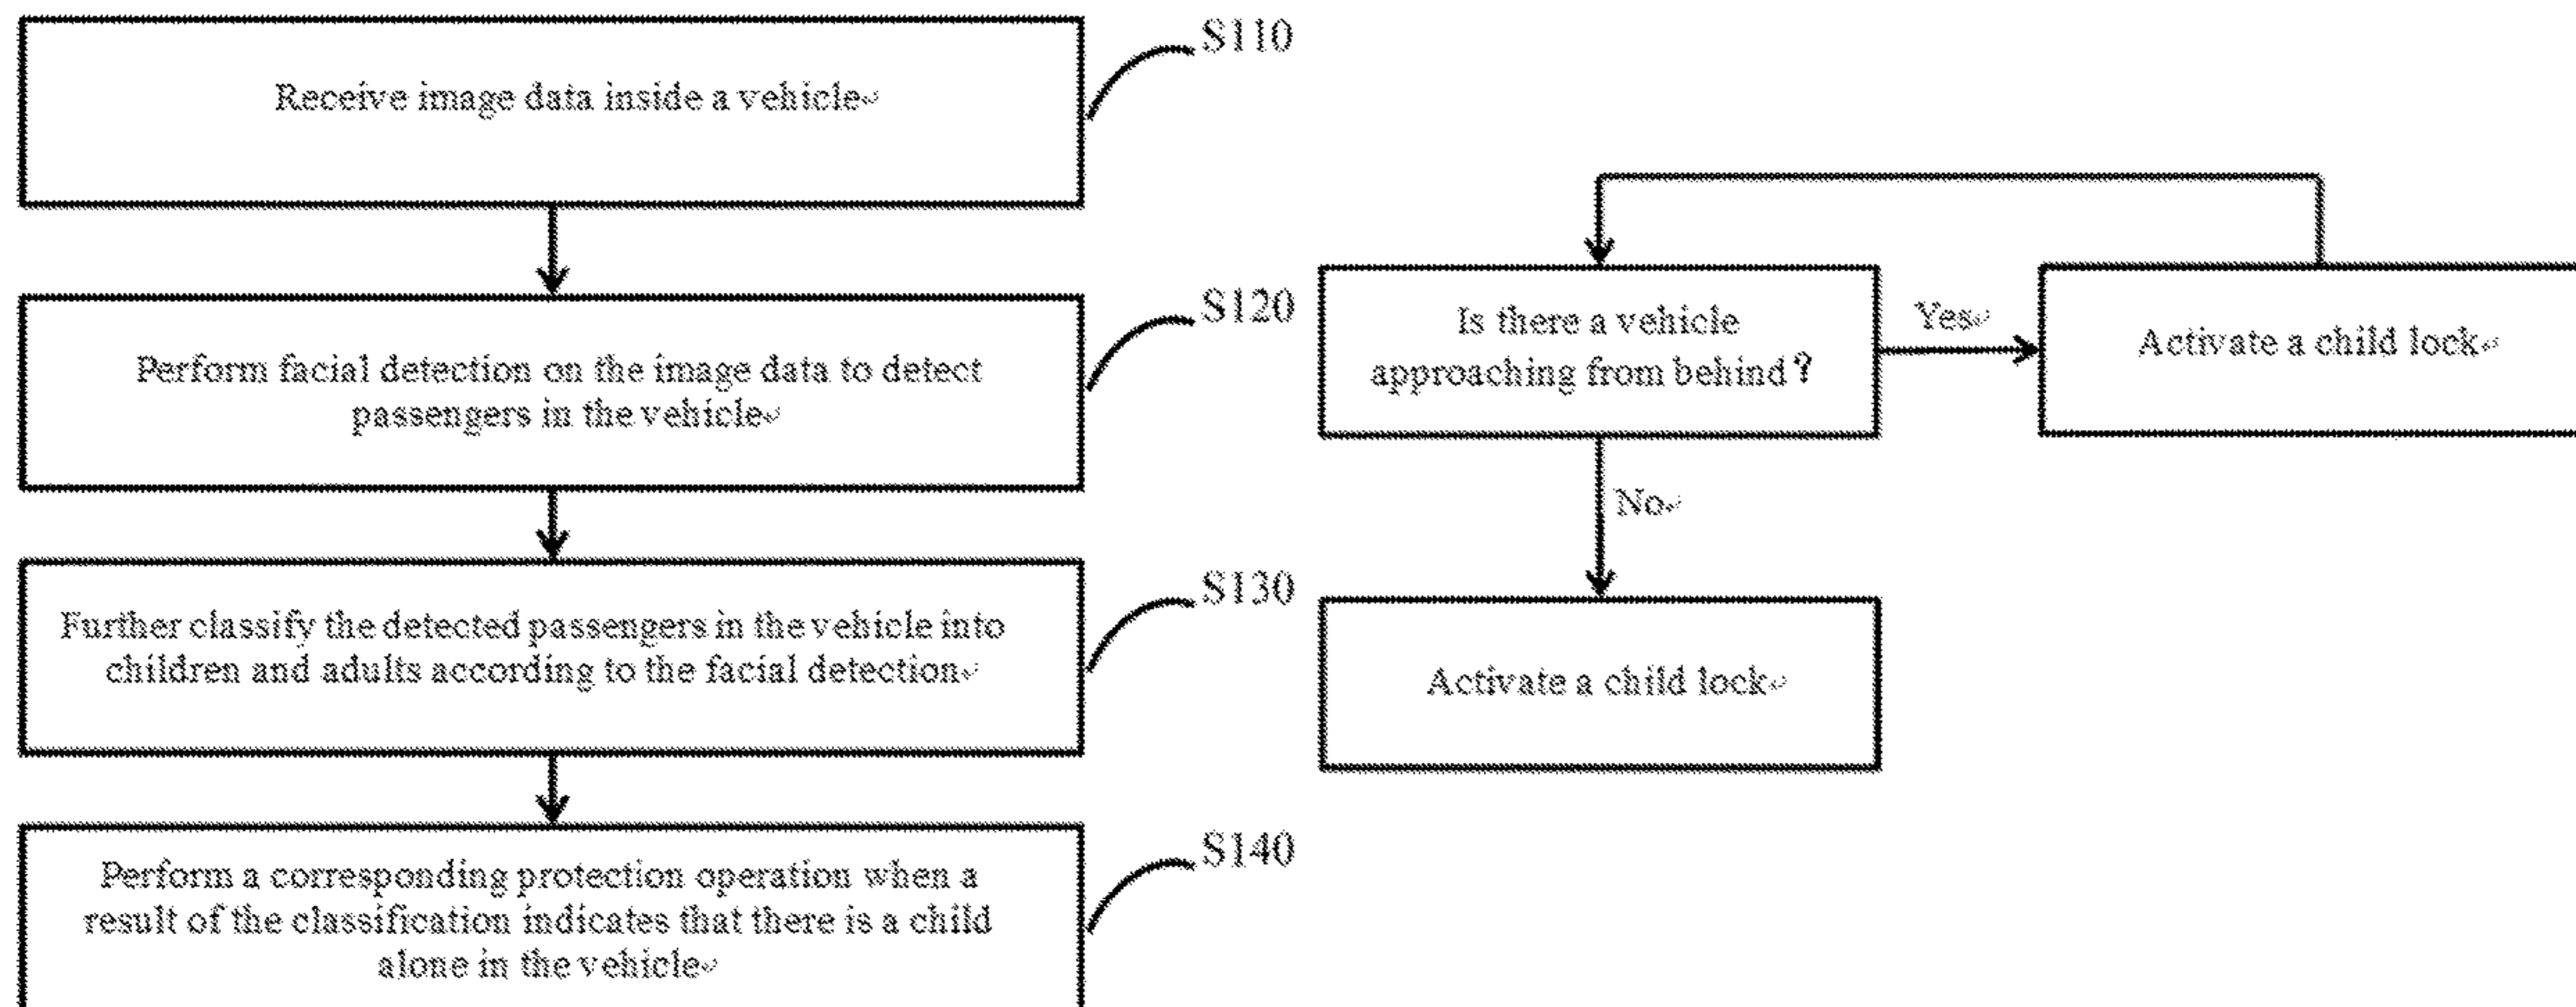 S110
Receive image data inside a vehicle
S120
Perform facial detection on the image data to detect
passengers in the vehicle
S130
Further classify the detected passengers in the vehicle into
children and adults according to the facial detection
S140
Perform a corresponding protection operation when a
result of the classification indicates that there is a child
alone in the vehicle
Is there a vehicle
approaching from behind?
Yes
Activate a child lock
No
Activate a child lock